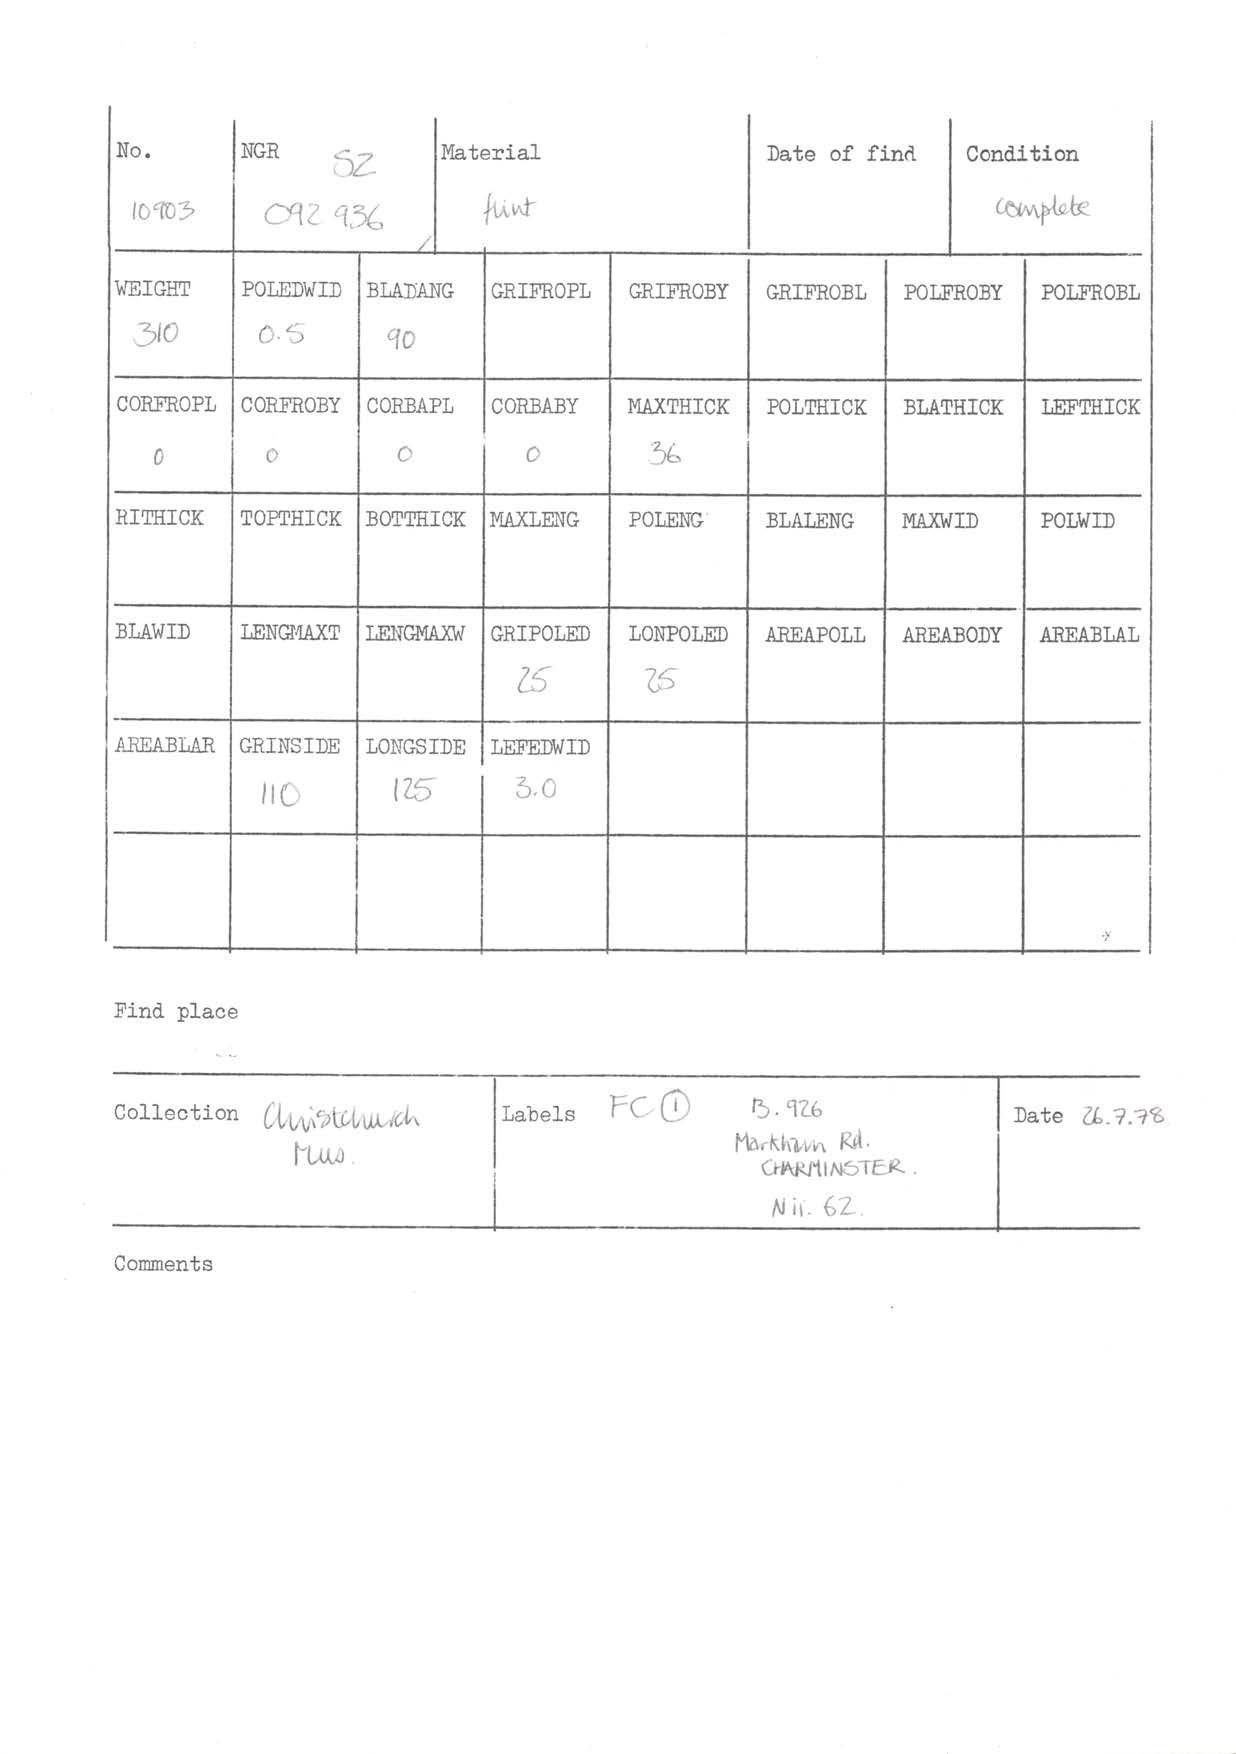 No. NGR SZ Material Date of find Condition
10903 092 936 flint complete
WEIGHT POLEDWID BLADANG GRIFROPL GRIFROBY GRIFROBL POLFROBY POLFROBL
310 0.5 90
CORFROPL CORFROBY CORBAPL CORBABY MAXTHICK POLTHICK BLATHICK LEFTHICK
0 0 0 0 36
RITHICK TOPTHICK BOTTHICK MAXLENG POLENG BLALENG MAXWID POLWID
BLAWID LENGMAXT LENGMAXW GRIPOLED LONPOLED AREAPOLL AREABODY AREABLAL
25 25
AREABLAR GRINSIDE LONGSIDE LEFEDWID
110 125 3.0
Find place
Collection Christchurch
Mus.
Labels FC 1 B.926
Markham Rd.
CHARMINSTER.
N ii. 62.
Date 26.7.78
Comments